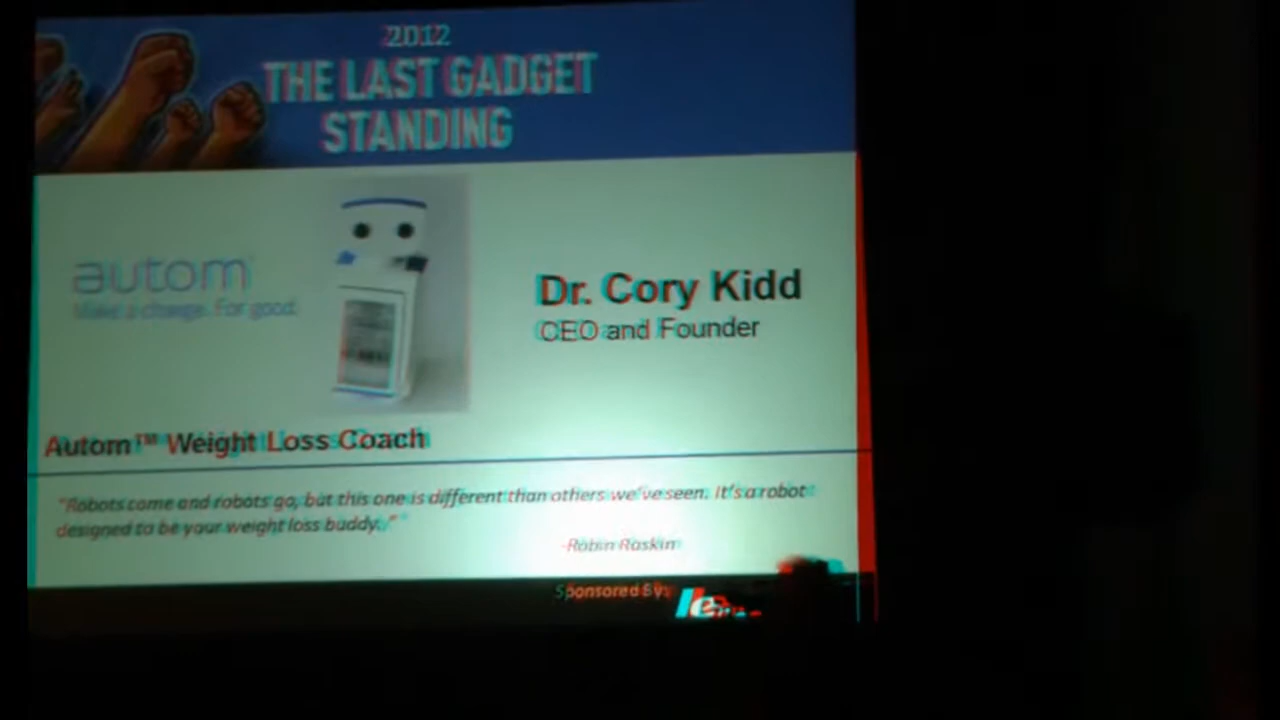 2012
THE LAST GADGET
STANDING
autom
Make a change. For good.
Dr. Cory Kidd
CEO and Founder
Autom™ Weight Loss Coach
"Robots come and robots go, but this one is different than others we've seen. It's a robot
designed to be your weight loss buddy."
-Robin Raskin
Sponsored By: